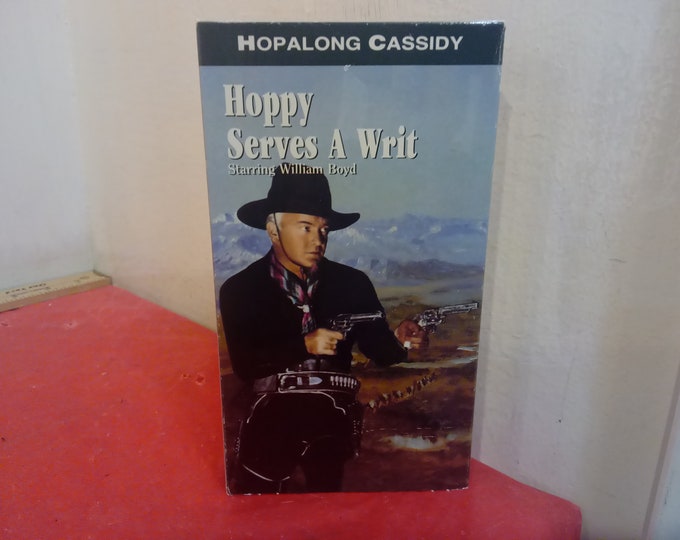 HOPALONG CASSIDY
Hoppy
Serves A Writ
Starring William Boyd